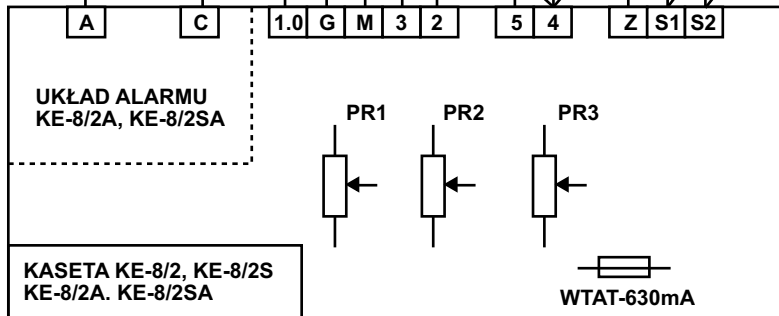 A C 1.0 G M 3 2 5 4 Z S1 S2
UKŁAD ALARMU
KE-8/2A, KE-8/2SA
PR1 PR2 PR3
KASETA KE-8/2, KE-8/2S
KE-8/2A. KE-8/2SA
WTAT-630mA